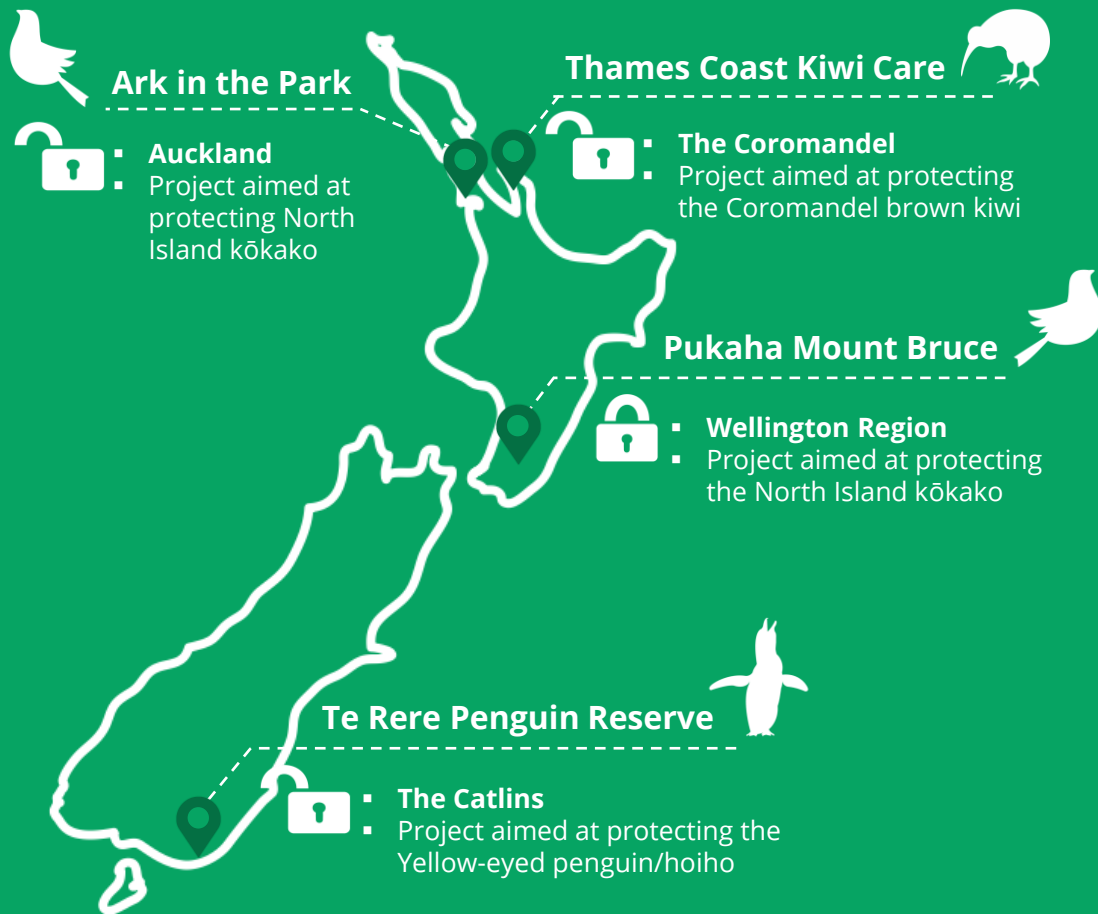 Ark in the Park
▪ Auckland
▪ Project aimed at
protecting North
Island kōkako
Thames Coast Kiwi Care
▪ The Coromandel
▪ Project aimed at protecting
the Coromandel brown kiwi
Pukaha Mount Bruce
▪ Wellington Region
▪ Project aimed at protecting
the North Island kōkako
Te Rere Penguin Reserve
▪ The Catlins
▪ Project aimed at protecting the
Yellow-eyed penguin/hoiho